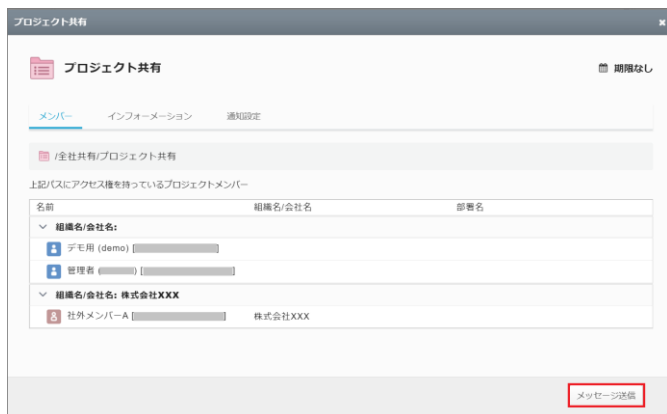 プロジェクト共有
プロジェクト共有
期限なし
メンバー インフォーメーション 通知設定
/全社共有/プロジェクト共有
上記パスにアクセス権を持っているプロジェクトメンバー
名前 組織名/会社名 部署名
組織名/会社名:
デモ用 (demo) [ ]
管理者 ( ) [ ]
組織名/会社名: 株式会社XXX
社外メンバーA [ ] 株式会社XXX
メッセージ送信